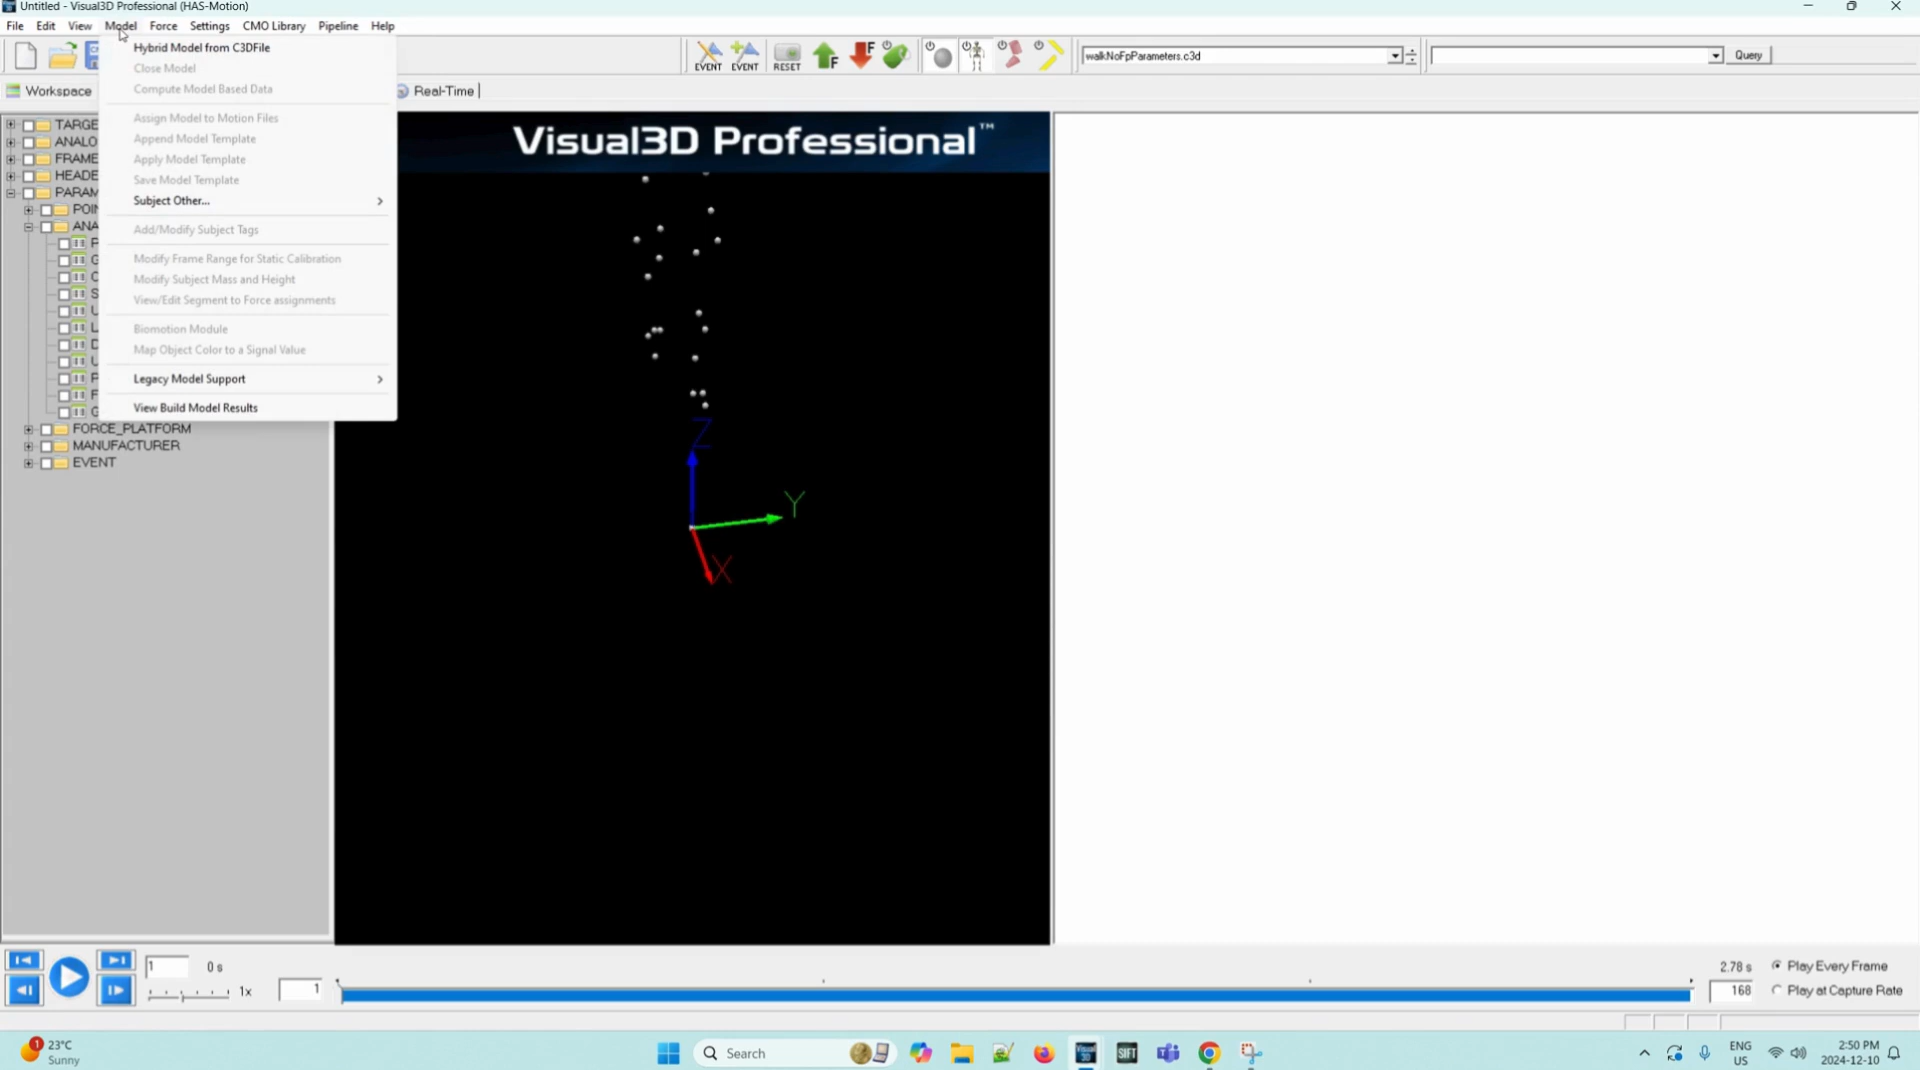 Untitled - Visual3D Professional (HAS-Motion)
File Edit View Model Force Settings CMO Library Pipeline Help
EVENT EVENT RESET F F
walkNoFpParameters.c3d
Query
Workspace
Real-Time
Hybrid Model from C3DFile
Close Model
Compute Model Based Data
Assign Model to Motion Files
Append Model Template
Apply Model Template
Save Model Template
Subject Other...
Add/Modify Subject Tags
Modify Frame Range for Static Calibration
Modify Subject Mass and Height
View/Edit Segment to Force assignments
Biomotion Module
Map Object Color to a Signal Value
Legacy Model Support
View Build Model Results
TARGE
ANALO
FRAME
HEADE
PARAM
POIN
ANA
FORCE_PLATFORM
MANUFACTURER
EVENT
Visual3D Professional™
Z
Y
X
1 0 s
1x
1
2.78 s
Play Every Frame
168
Play at Capture Rate
1
23°C
Sunny
Search
Visual
3D
SIFT
ENG
US
2:50 PM
2024-12-10